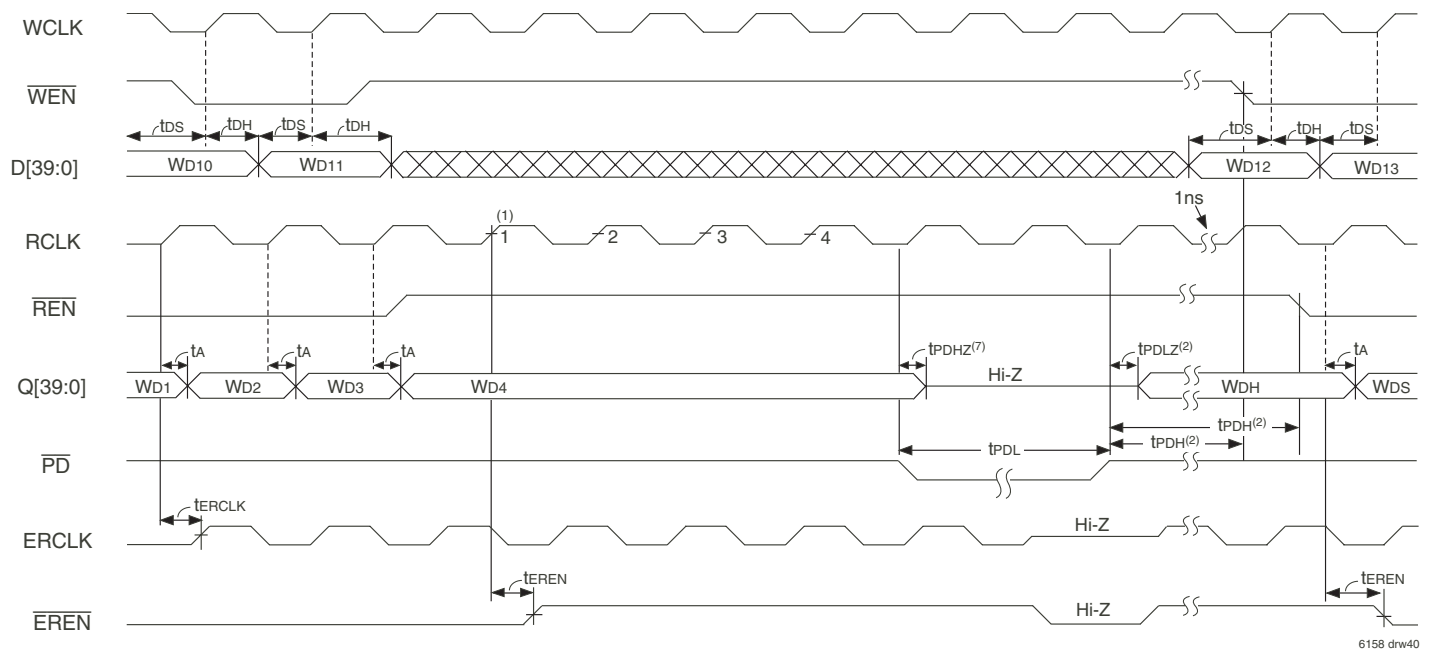 WCLK
WEN
tDS tDH tDS tDH tDS tDH tDS
D[39:0] WD10 WD11 WD12 WD13
1ns
(1)
RCLK 1 2 3 4
REN
tA tA tA tPDHZ(7) tPDLZ(2) tA
Q[39:0] WD1 WD2 WD3 WD4 Hi-Z WDH WDS
tPDH(2)
tPDL tPDH(2)
PD
tERCLK
ERCLK Hi-Z
tEREN tEREN
EREN Hi-Z
6158 drw40